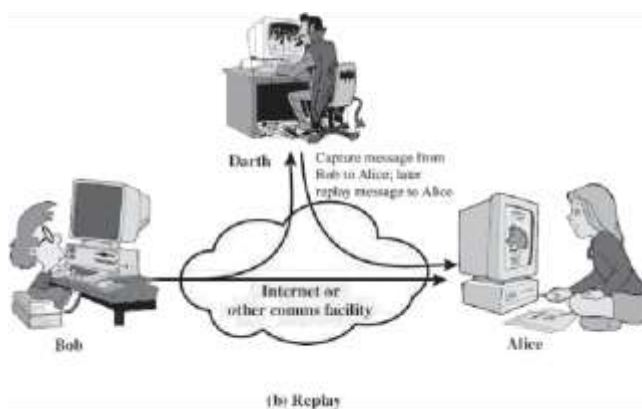 Darth
Capture message from
Bob to Alice; later
replay message to Alice
Internet or
other comms facility
Bob
Alice
(b) Replay